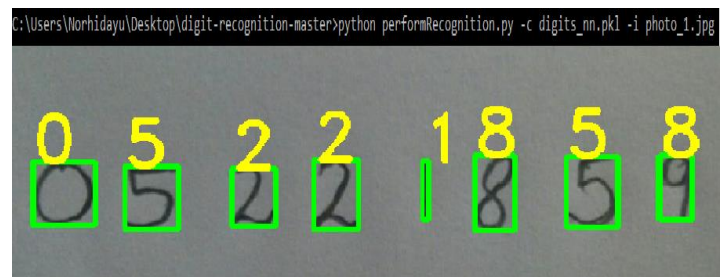 C:\Users\Norhidayu\Desktop\digit-recognition-master>python performRecognition.py -c digits_nn.pkl -i photo_1.jpg
0 5 2 2 1 8 5 8
0 5 2 2 1 8 5 9